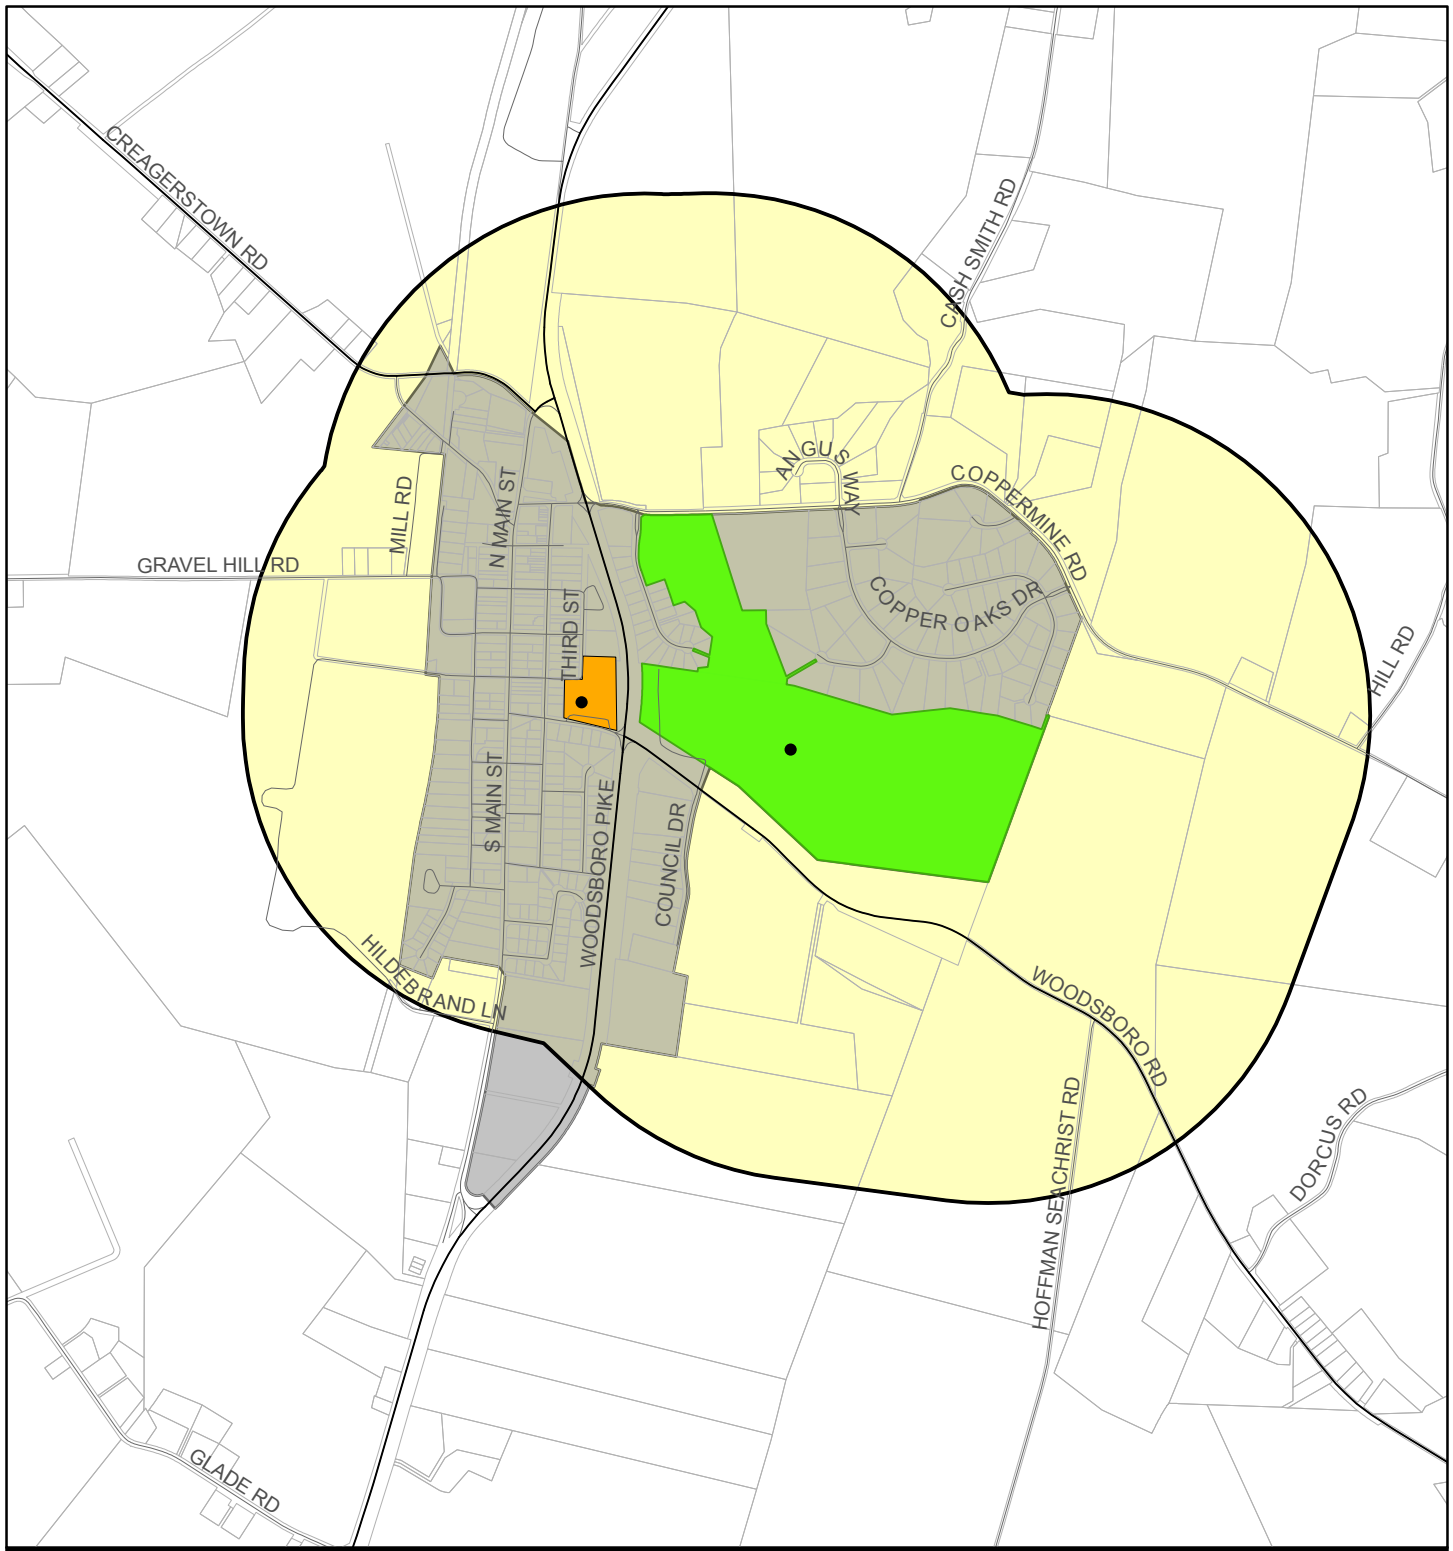 CREAGERSTOWN RD
CASH SMITH RD
ANGUS WAY
COPPERMINE RD
MILL RD
N MAIN ST
GRAVEL HILL RD
THIRD ST
COPPER OAKS DR
HILL RD
S MAIN ST
WOODSBORO PIKE
COUNCIL DR
HILDEBRAND LN
WOODSBORO RD
HOFFMAN SEACHRIST RD
DORCUS RD
GLADE RD